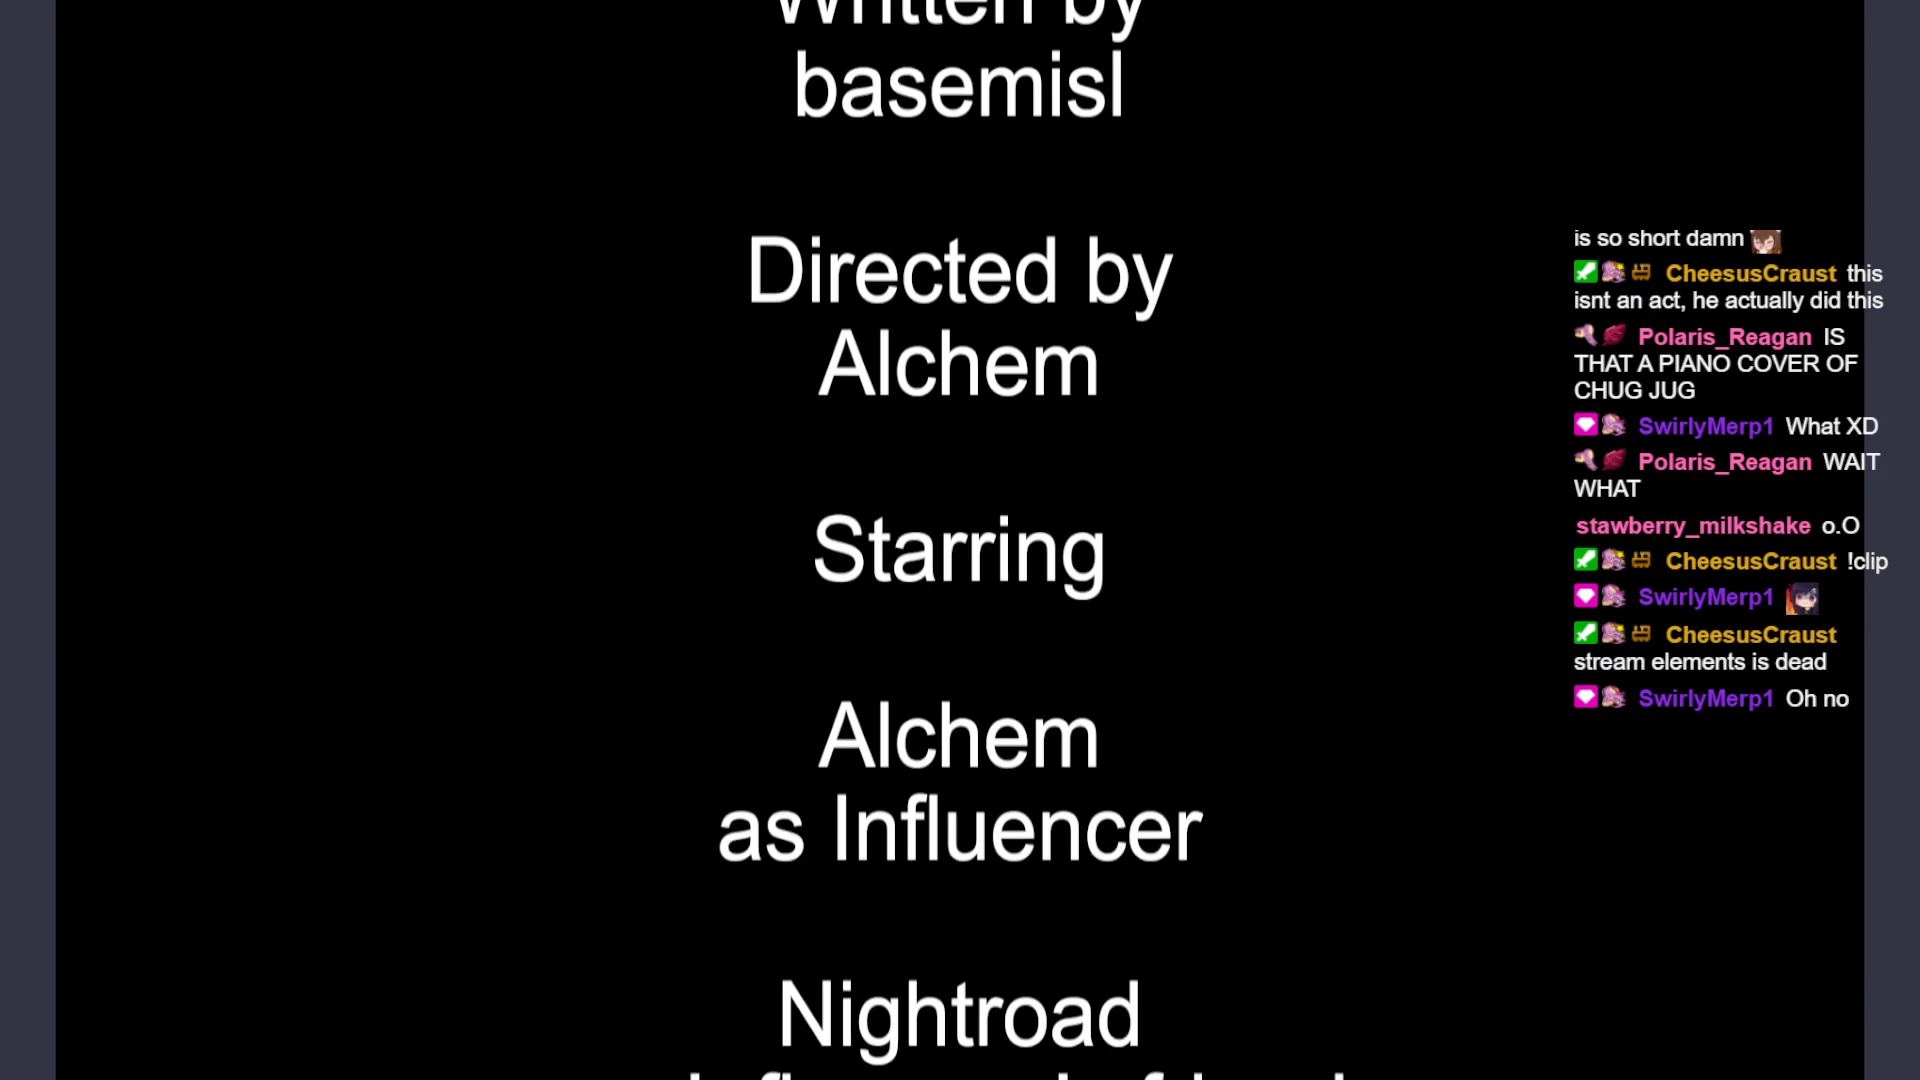 Written by
basemisl
Directed by
Alchem
Starring
Alchem
as Influencer
Nightroad
is so short damn
CheesusCraust this
isnt an act, he actually did this
Polaris_Reagan IS
THAT A PIANO COVER OF
CHUG JUG
SwirlyMerp1 What XD
Polaris_Reagan WAIT
WHAT
stawberry_milkshake o.O
CheesusCraust !clip
SwirlyMerp1
CheesusCraust
stream elements is dead
SwirlyMerp1 Oh no